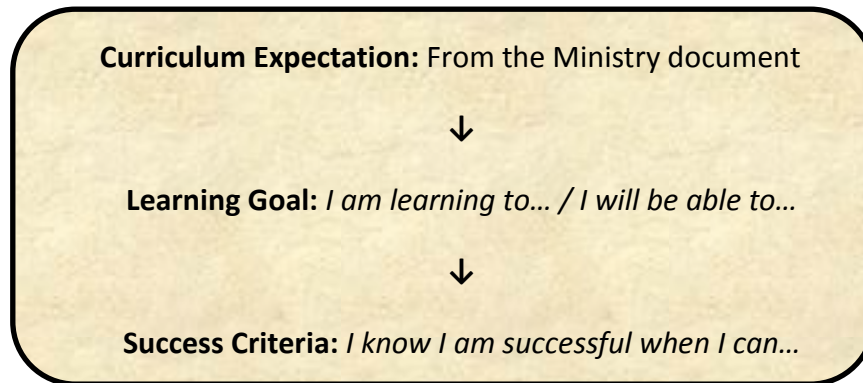 Curriculum Expectation: From the Ministry document
↓
Learning Goal: I am learning to… / I will be able to…
↓
Success Criteria: I know I am successful when I can…